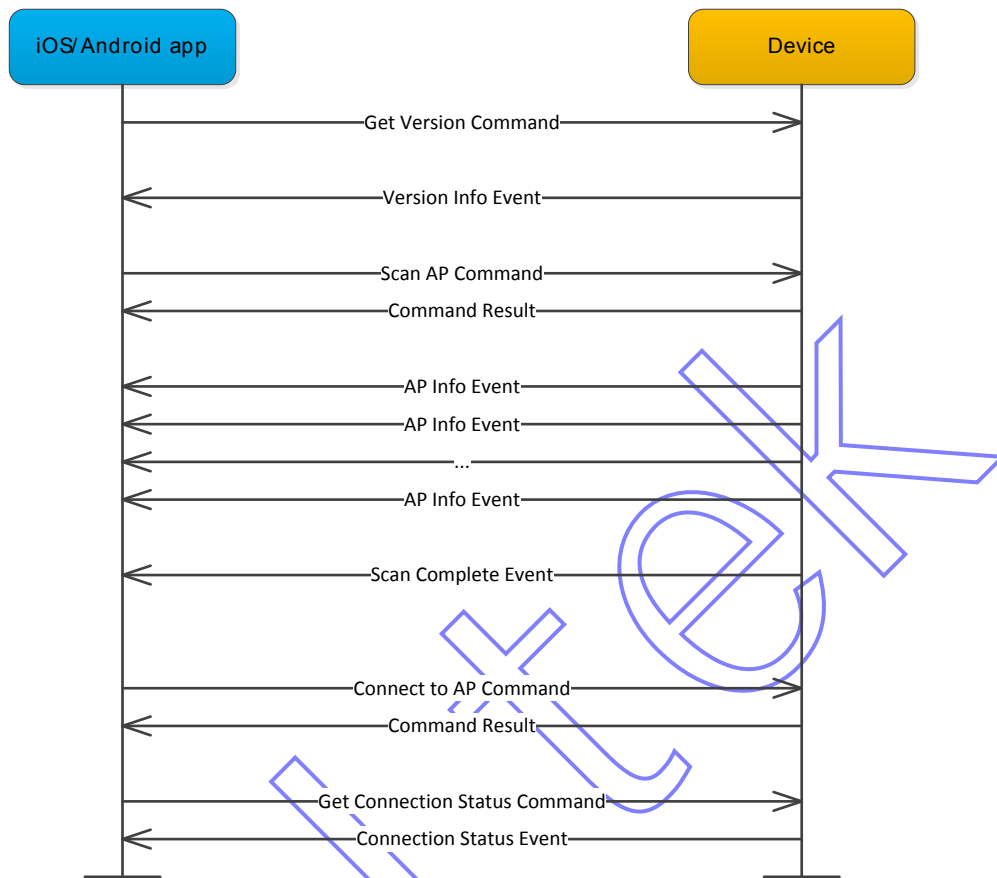 iOS/Android app
Device
Get Version Command
Version Info Event
Scan AP Command
Command Result
AP Info Event
AP Info Event
...
AP Info Event
Scan Complete Event
Connect to AP Command
Command Result
Get Connection Status Command
Connection Status Event